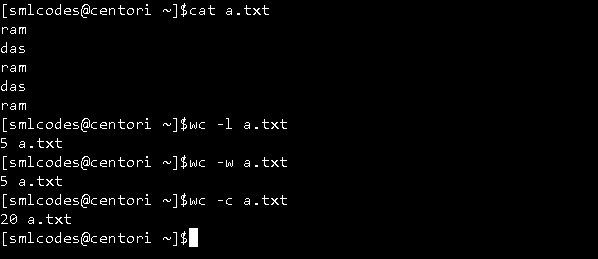 [smlcodes@centori ~]$cat a.txt
ram
das
ram
das
ram
[smlcodes@centori ~]$wc -l a.txt
5 a.txt
[smlcodes@centori ~]$wc -w a.txt
5 a.txt
[smlcodes@centori ~]$wc -c a.txt
20 a.txt
[smlcodes@centori ~]$